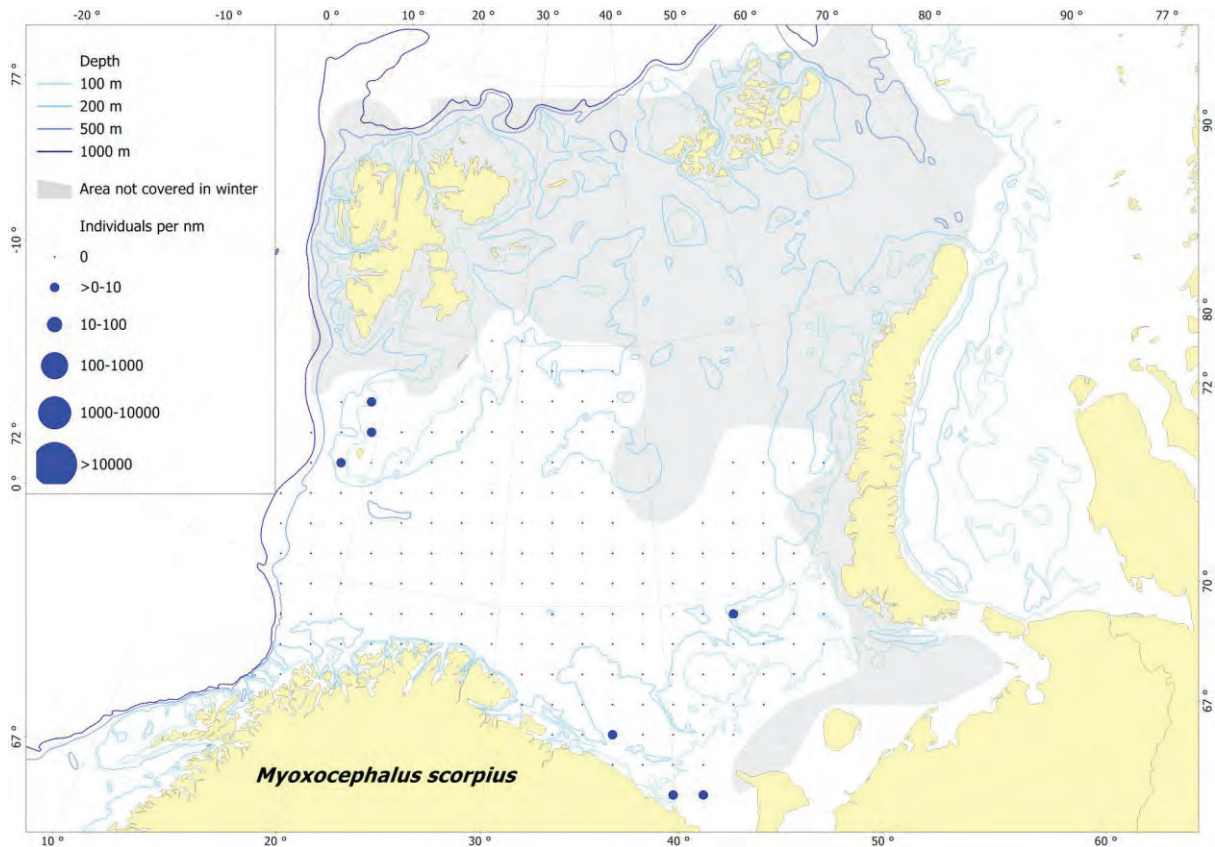 -20 ° -10 ° 0 ° 10 ° 20 ° 30 ° 40 ° 50 ° 60 ° 70 ° 80 ° 90 ° 77 °
Depth
100 m
200 m
500 m
1000 m
Area not covered in winter
Individuals per nm
0
>0-10
10-100
100-1000
1000-10000
>10000
77 °
-10 °
72 °
0 °
67 °
90 °
80 °
72 °
70 °
67 °
Myoxocephalus scorpius
10 ° 20 ° 30 ° 40 ° 50 ° 60 °